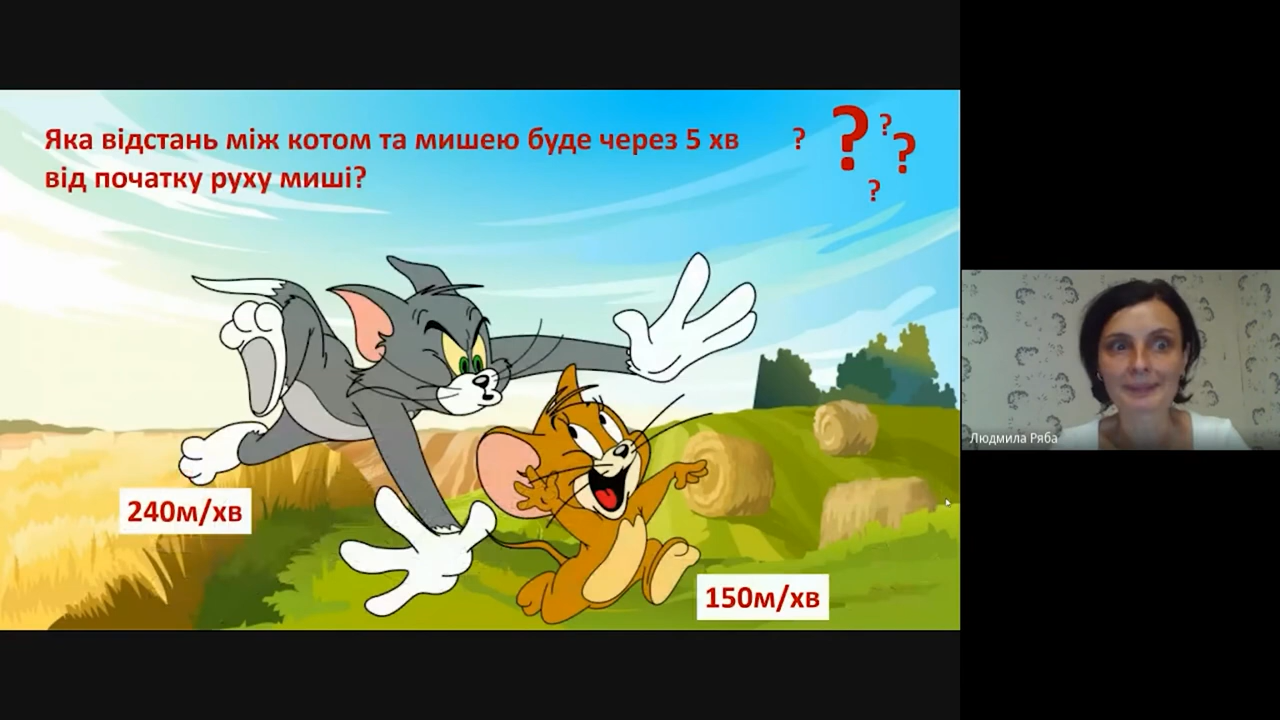 Яка відстань між котом та мишею буде через 5 хв
від початку руху миші?
? ? ? ? ?
240м/хв
150м/хв
Людмила Ряба